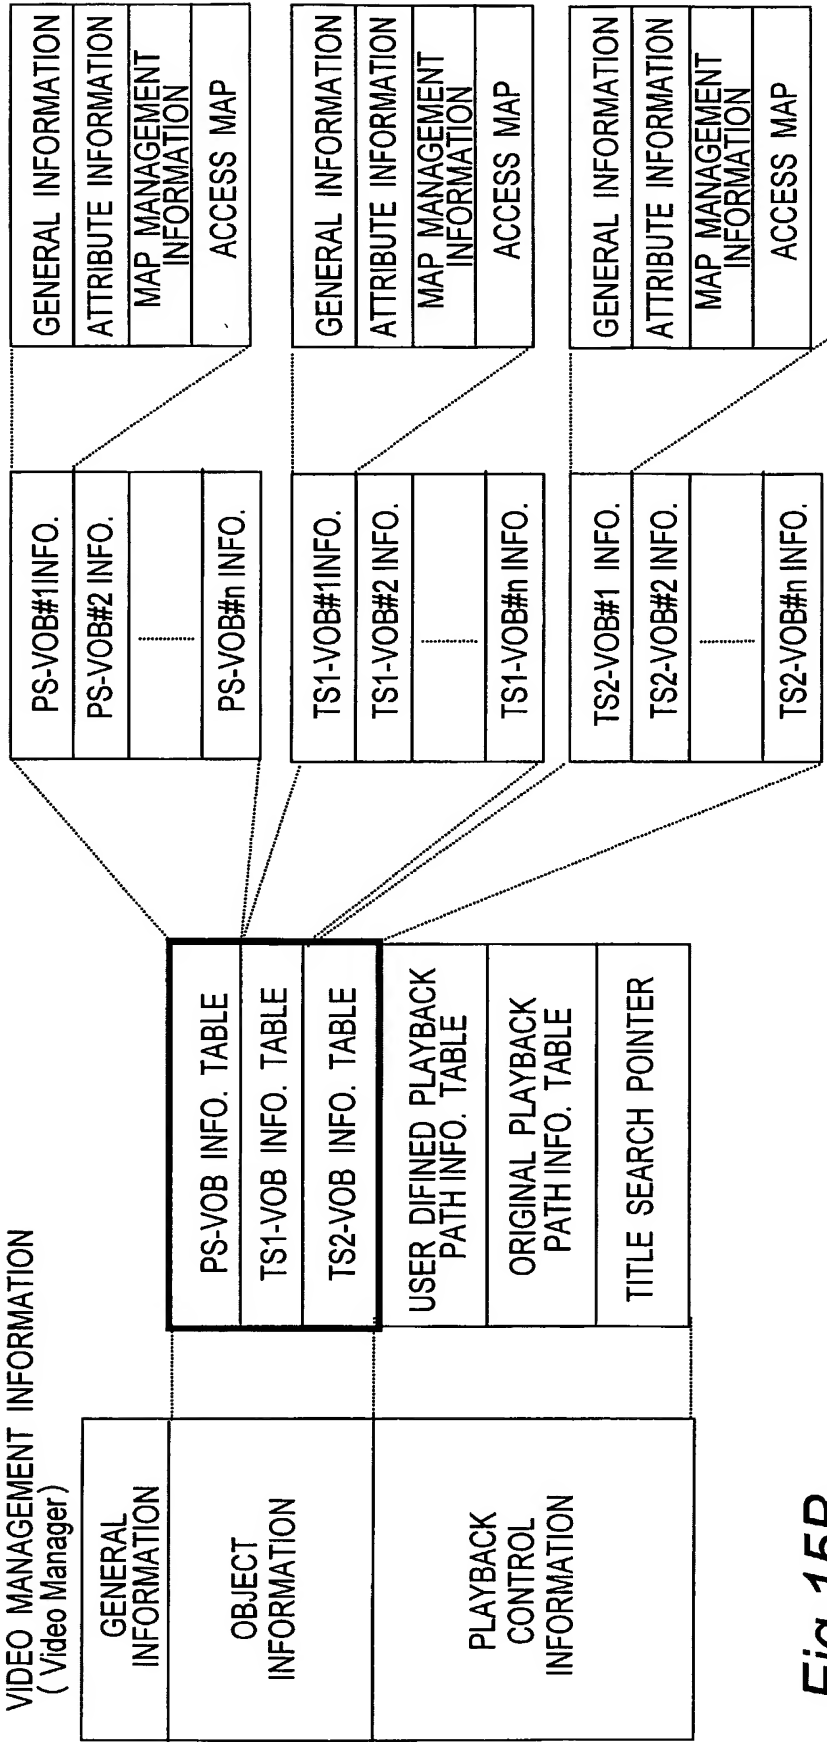 VIDEO MANAGEMENT INFORMATION
( Video Manager )
GENERAL
INFORMATION
OBJECT
INFORMATION
PLAYBACK
CONTROL
INFORMATION
PS-VOB INFO. TABLE
TS1-VOB INFO. TABLE
TS2-VOB INFO. TABLE
USER DIFINED PLAYBACK
PATH INFO. TABLE
ORIGINAL PLAYBACK
PATH INFO. TABLE
TITLE SEARCH POINTER
PS-VOB#1INFO.
PS-VOB#2 INFO.
PS-VOB#n INFO.
TS1-VOB#1INFO.
TS1-VOB#2 INFO.
TS1-VOB#n INFO.
TS2-VOB#1 INFO.
TS2-VOB#2 INFO.
TS2-VOB#n INFO.
GENERAL INFORMATION
ATTRIBUTE INFORMATION
MAP MANAGEMENT
INFORMATION
ACCESS MAP
GENERAL INFORMATION
ATTRIBUTE INFORMATION
MAP MANAGEMENT
INFORMATION
ACCESS MAP
GENERAL INFORMATION
ATTRIBUTE INFORMATION
MAP MANAGEMENT
INFORMATION
ACCESS MAP
Fig.15B